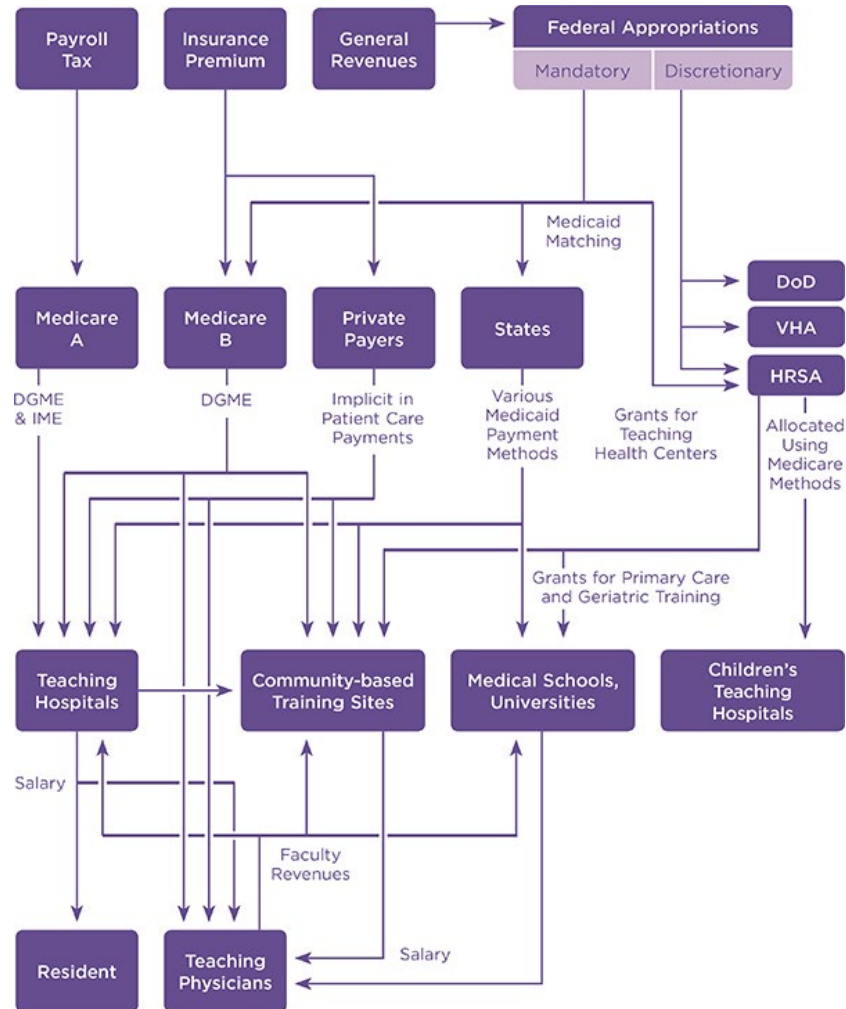 Payroll
Tax
Insurance
Premium
General
Revenues
Federal Appropriations
Mandatory
Discretionary
Medicaid
Matching
DoD
VHA
HRSA
Medicare
A
Medicare
B
Private
Payers
States
DGME
& IME
DGME
Implicit in
Patient Care
Payments
Various
Medicaid
Payment
Methods
Grants for
Teaching
Health Centers
Allocated
Using
Medicare
Methods
Grants for Primary Care
and Geriatric Training
Teaching
Hospitals
Community-based
Training Sites
Medical Schools,
Universities
Children's
Teaching
Hospitals
Salary
Faculty
Revenues
Salary
Resident
Teaching
Physicians